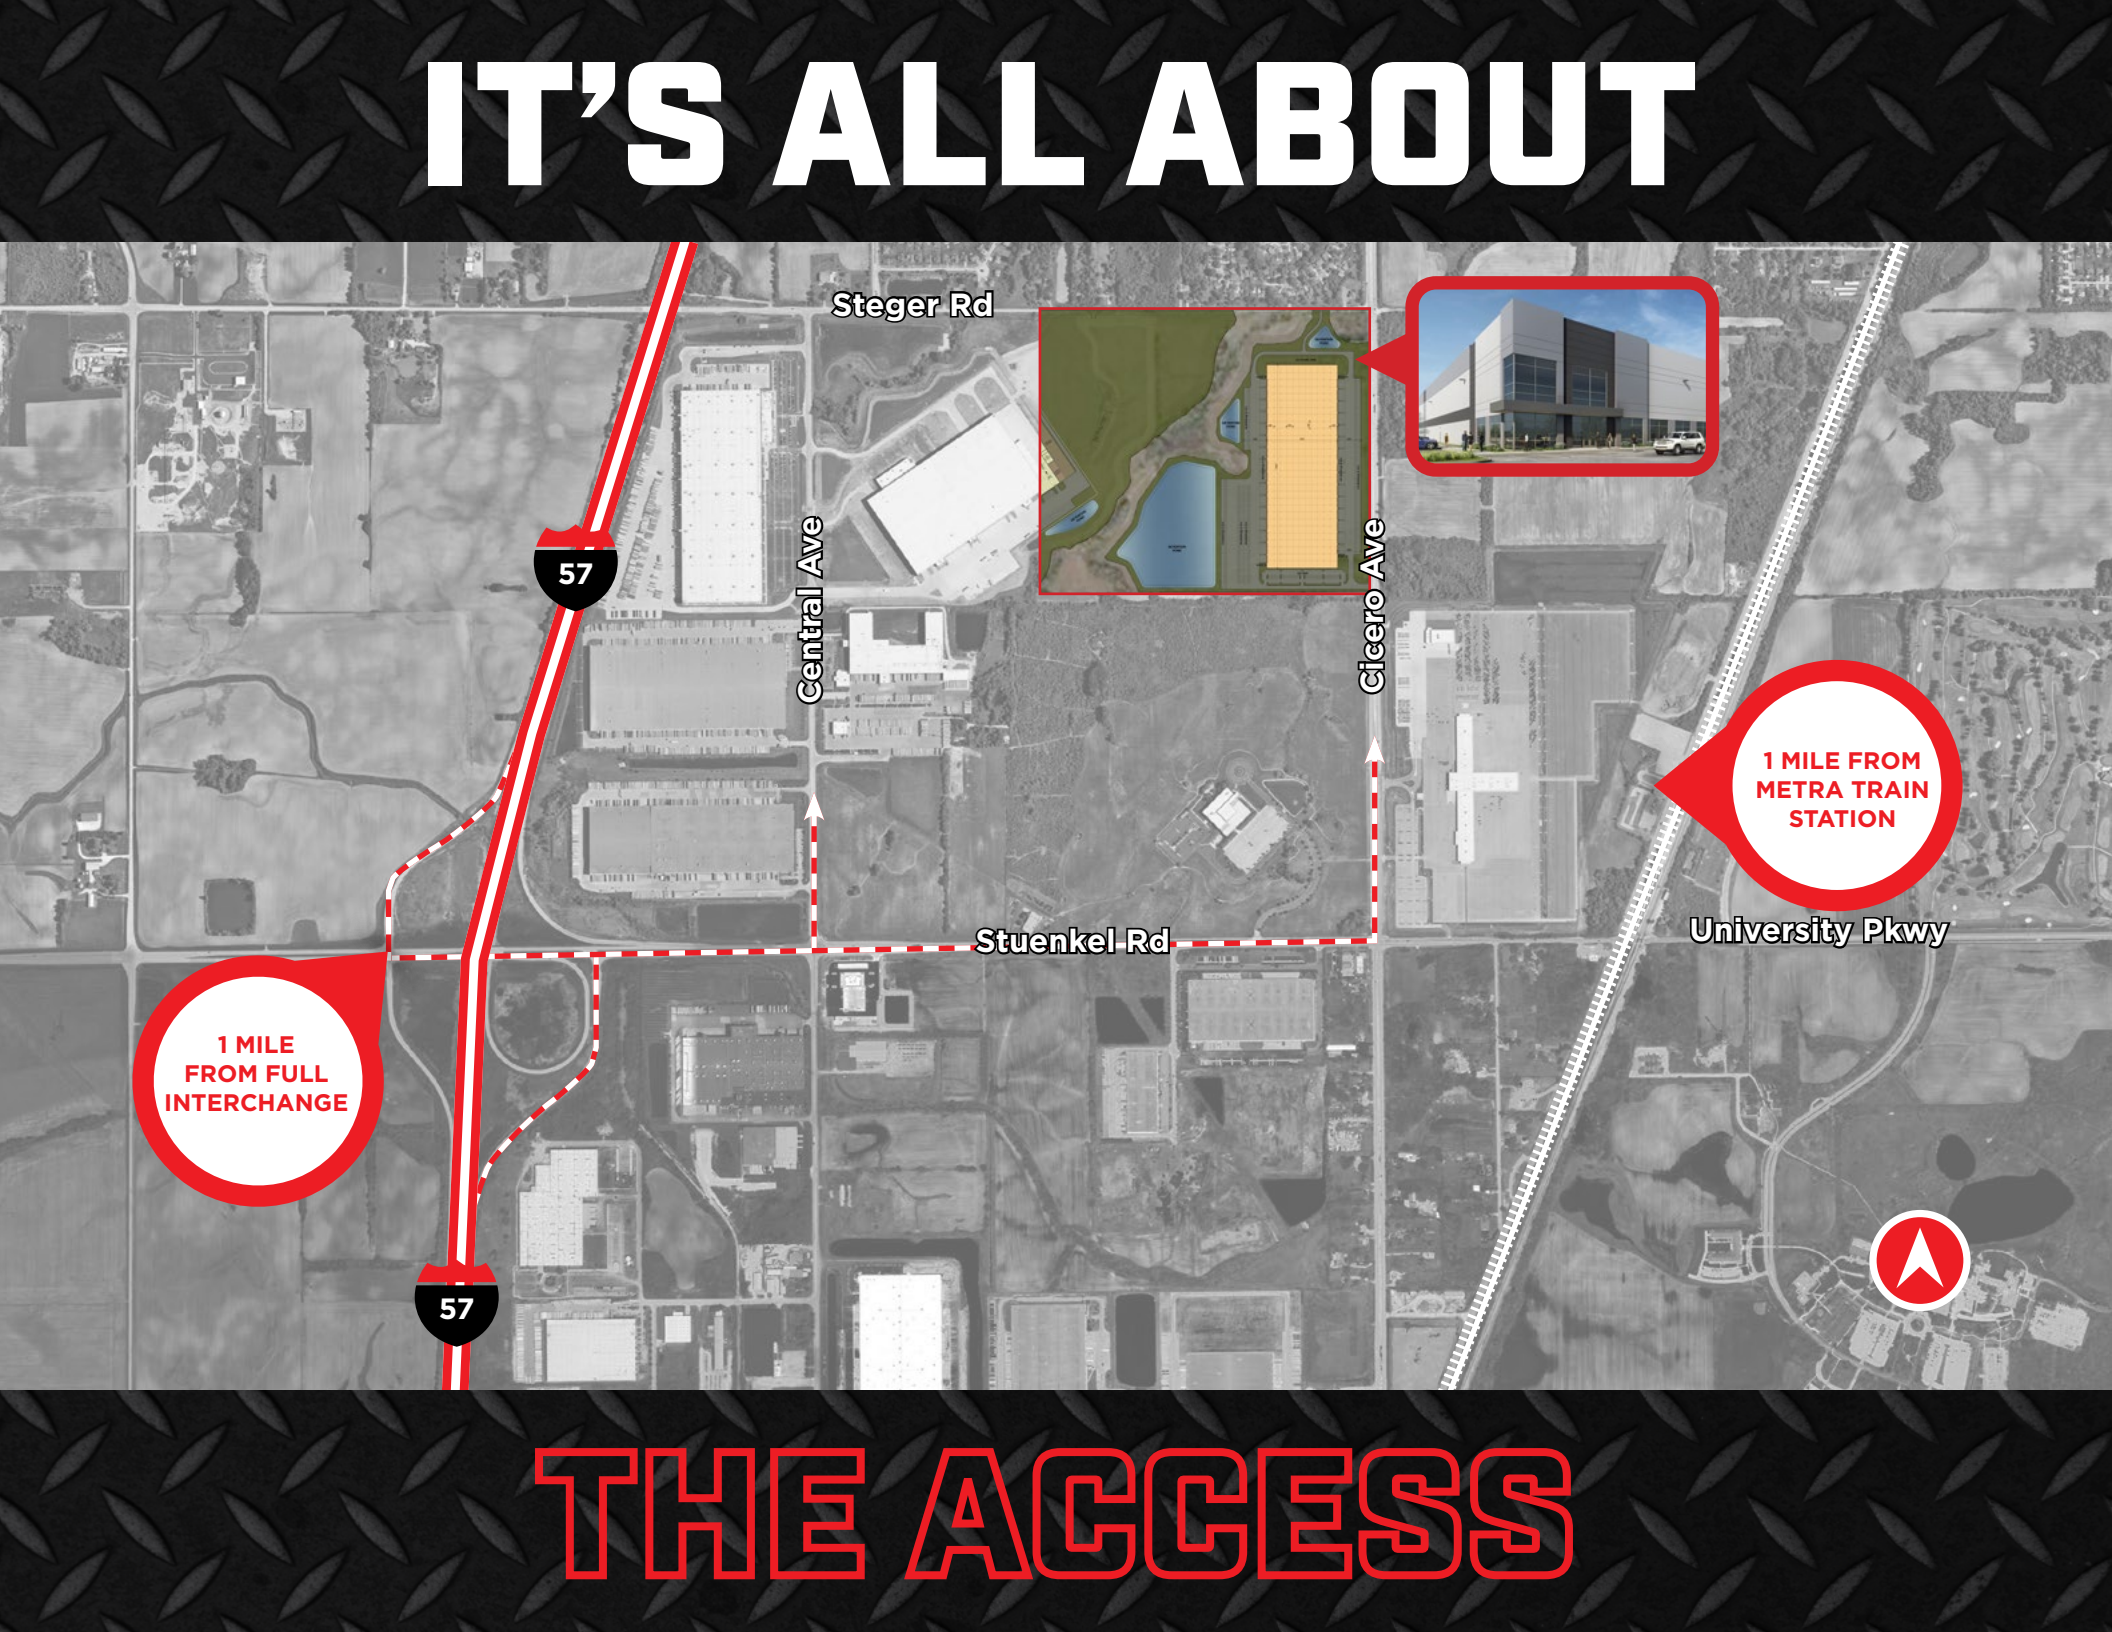 IT'S ALL ABOUT
Steger Rd
57
Central Ave
Cicero Ave
1 MILE FROM
METRA TRAIN
STATION
Stuenkel Rd
University Pkwy
1 MILE
FROM FULL
INTERCHANGE
57
THE ACCESS